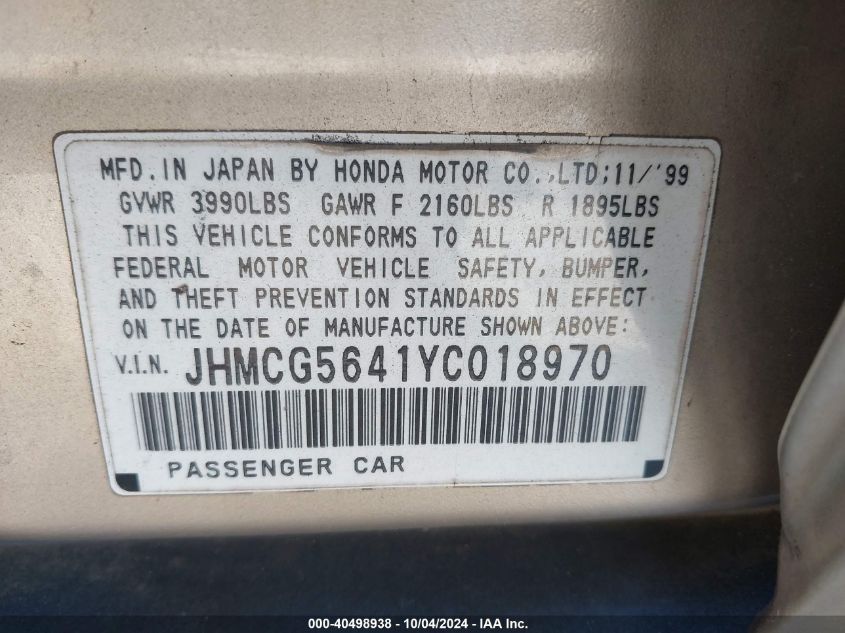 MFD.IN JAPAN BY HONDA MOTOR CO.,LTD;11/'99
GVWR 3990LBS GAWR F 2160LBS R 1895LBS
THIS VEHICLE CONFORMS TO ALL APPLICABLE
FEDERAL MOTOR VEHICLE SAFETY, BUMPER,
AND THEFT PREVENTION STANDARDS IN EFFECT
ON THE DATE OF MANUFACTURE SHOWN ABOVE:
V.I.N. JHMCG5641YC018970
PASSENGER CAR
000-40498938 - 10/04/2024 - IAA Inc.